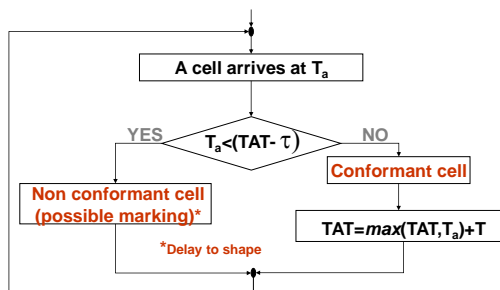 A cell arrives at Ta
Ta<(TAT- τ)
YES
NO
Non conformant cell
(possible marking)*
Conformant cell
TAT=max(TAT,Ta)+T
*Delay to shape